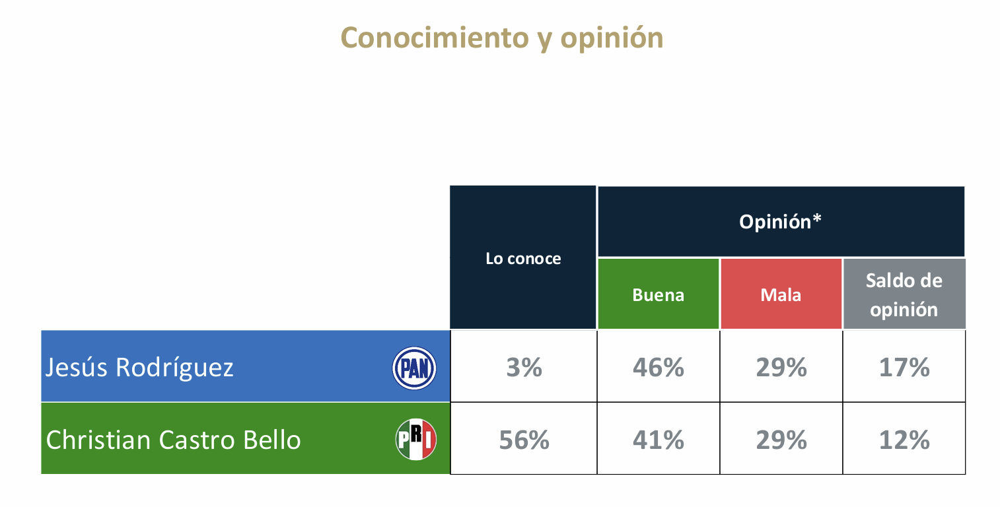 Conocimiento y opinión
Lo conoce
Opinión*
Buena
Mala
Saldo de
opinión
Jesús Rodríguez PAN 3% 46% 29% 17%
Christian Castro Bello PRI 56% 41% 29% 12%